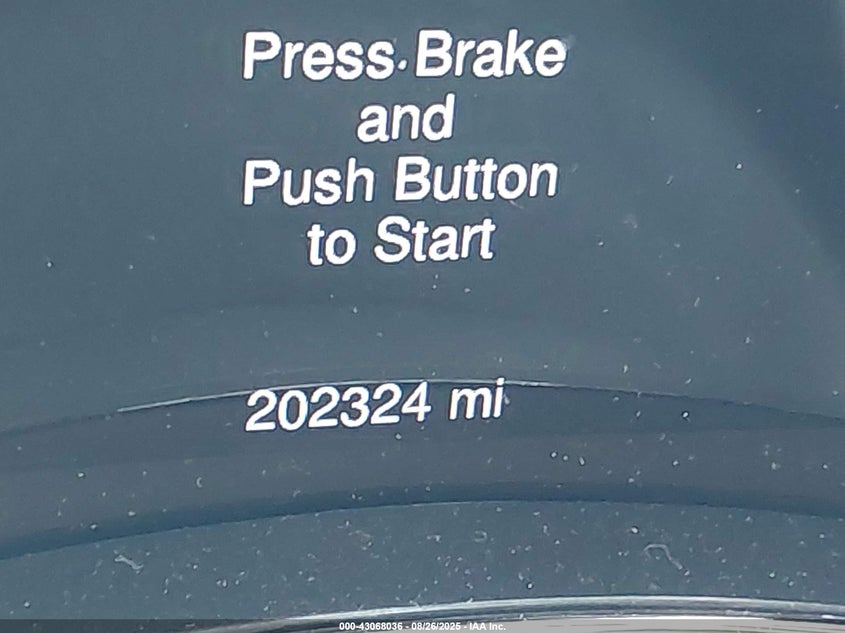 Press Brake
and
Push Button
to Start
202324 mi
000-43068036 - 08/26/2025 - IAA Inc.